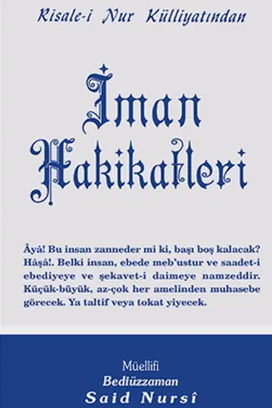 Risale-i Nur Külliyatından
İman
Hakikatleri
Âyâ! Bu insan zanneder mi ki, başı boş kalacak?
Hâşâ!. Belki insan, ebede meb'ustur ve saadet-i
ebediyeye ve şekavet-i daimeye namzeddir.
Küçük-büyük, az-çok her amelinden muhasebe
görecek. Ya taltif veya tokat yiyecek.
Müellifi
Bediüzzaman
Said Nursî